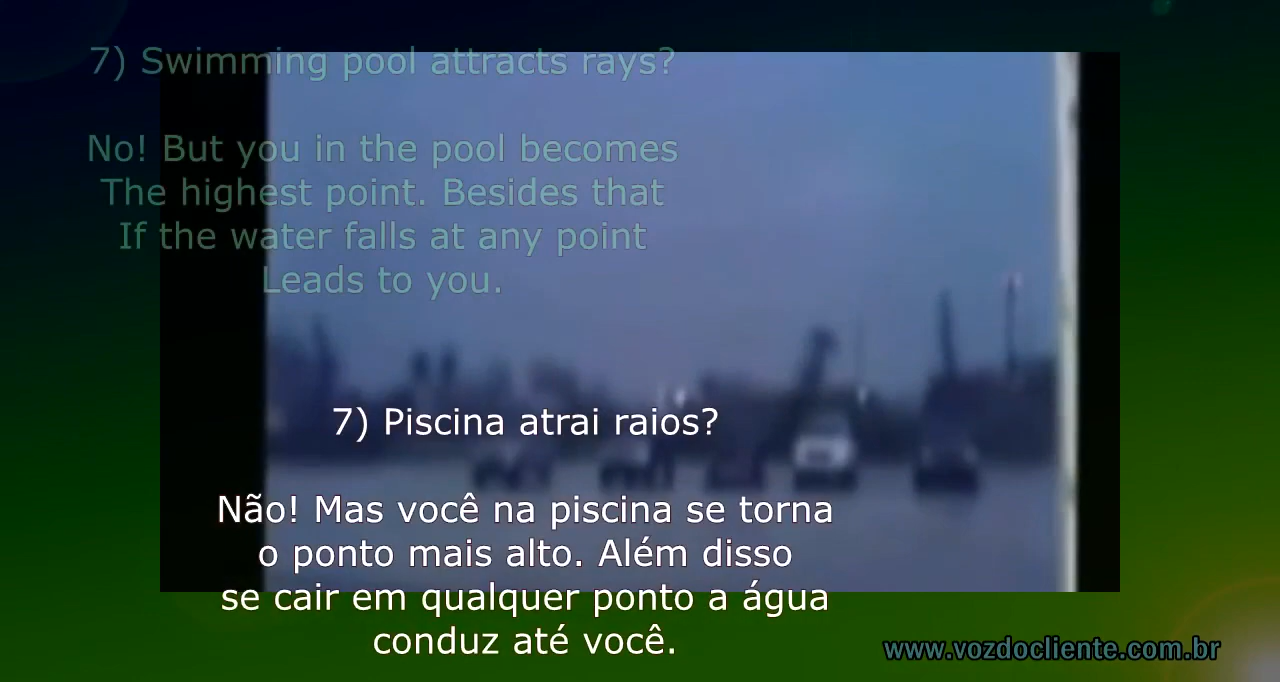 7) Swimming pool attracts rays?
No! But you in the pool becomes
The highest point. Besides that
If the water falls at any point
Leads to you.
7) Piscina atrai raios?
Não! Mas você na piscina se torna
o ponto mais alto. Além disso
se cair em qualquer ponto a água
conduz até você.
www.vozdocliente.com.br